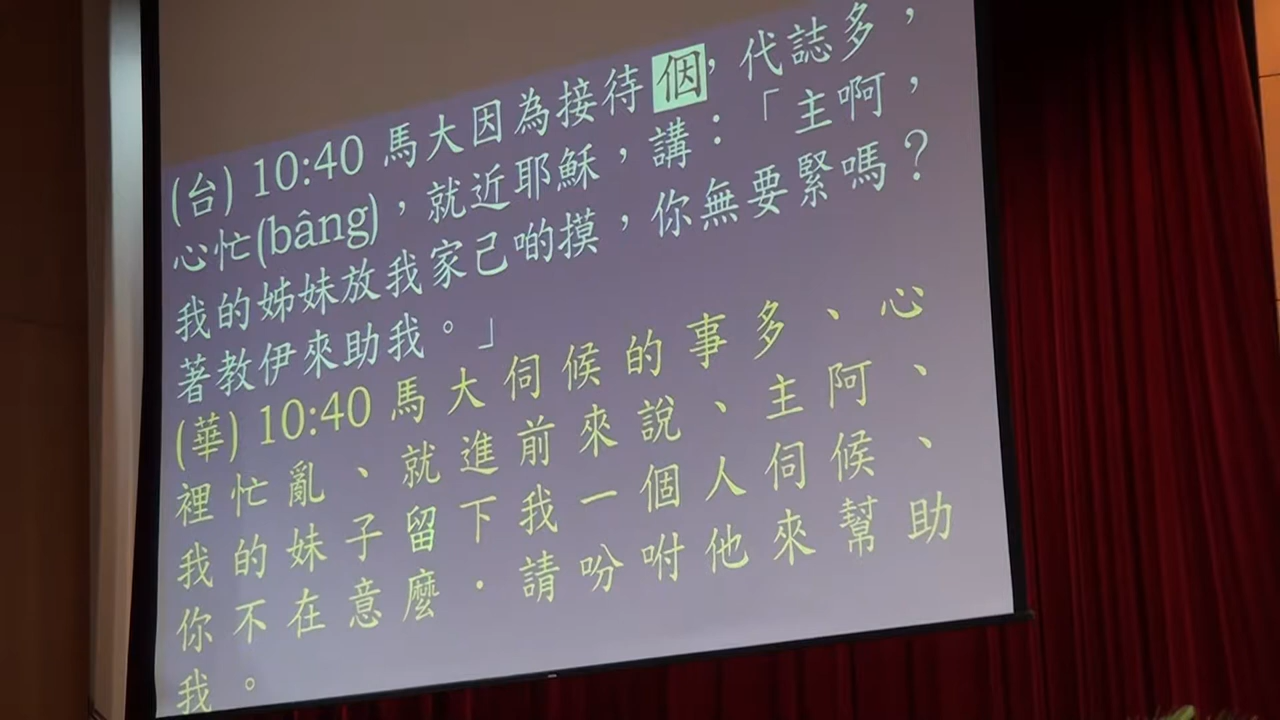 (台) 10:40 馬大因為接待 𪜶,代誌多,
心忙(bâng),就近耶穌,講:「主啊,
我的姊妹放我家己啲摸,你無要緊嗎?
著教伊來助我。」
(華) 10:40 馬大伺候的事多、心
裡忙亂、就進前來說、主阿、
我的妹子留下我一個人伺候、
你不在意麼.請吩咐他來幫助
我。